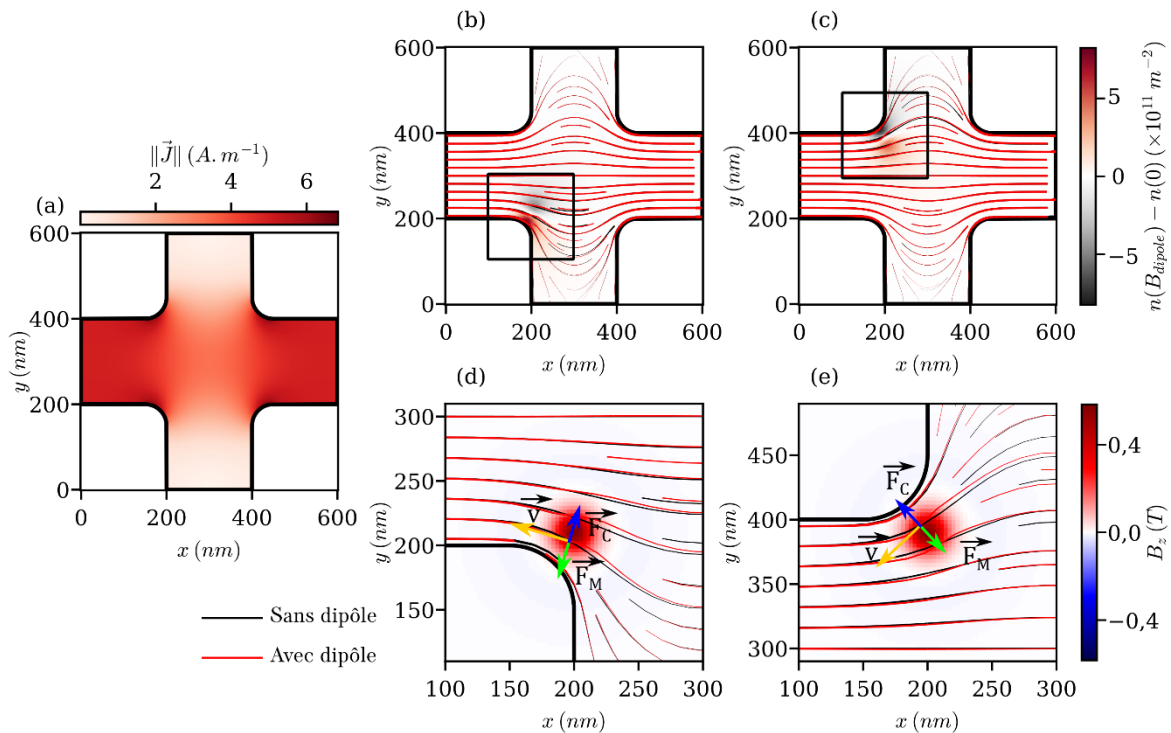 (b)
(c)
600
400
200
0
y (nm)
0 200 400 600
x (nm)
600
400
200
0
y (nm)
0 200 400 600
x (nm)
5
0
−5
n(B_dipole) − n(0) (×10^11 m^−2)
‖J⃗‖ (A. m^−1)
2 4 6
(a)
600
400
200
0
y (nm)
0 200 400 600
x (nm)
Sans dipôle
Avec dipôle
(d)
300
250
200
150
y (nm)
100 150 200 250 300
x (nm)
v⃗
F⃗_C
F⃗_M
(e)
450
400
350
300
y (nm)
100 150 200 250 300
x (nm)
F⃗_C
v⃗
F⃗_M
0,4
0,0
−0,4
B_z (T)